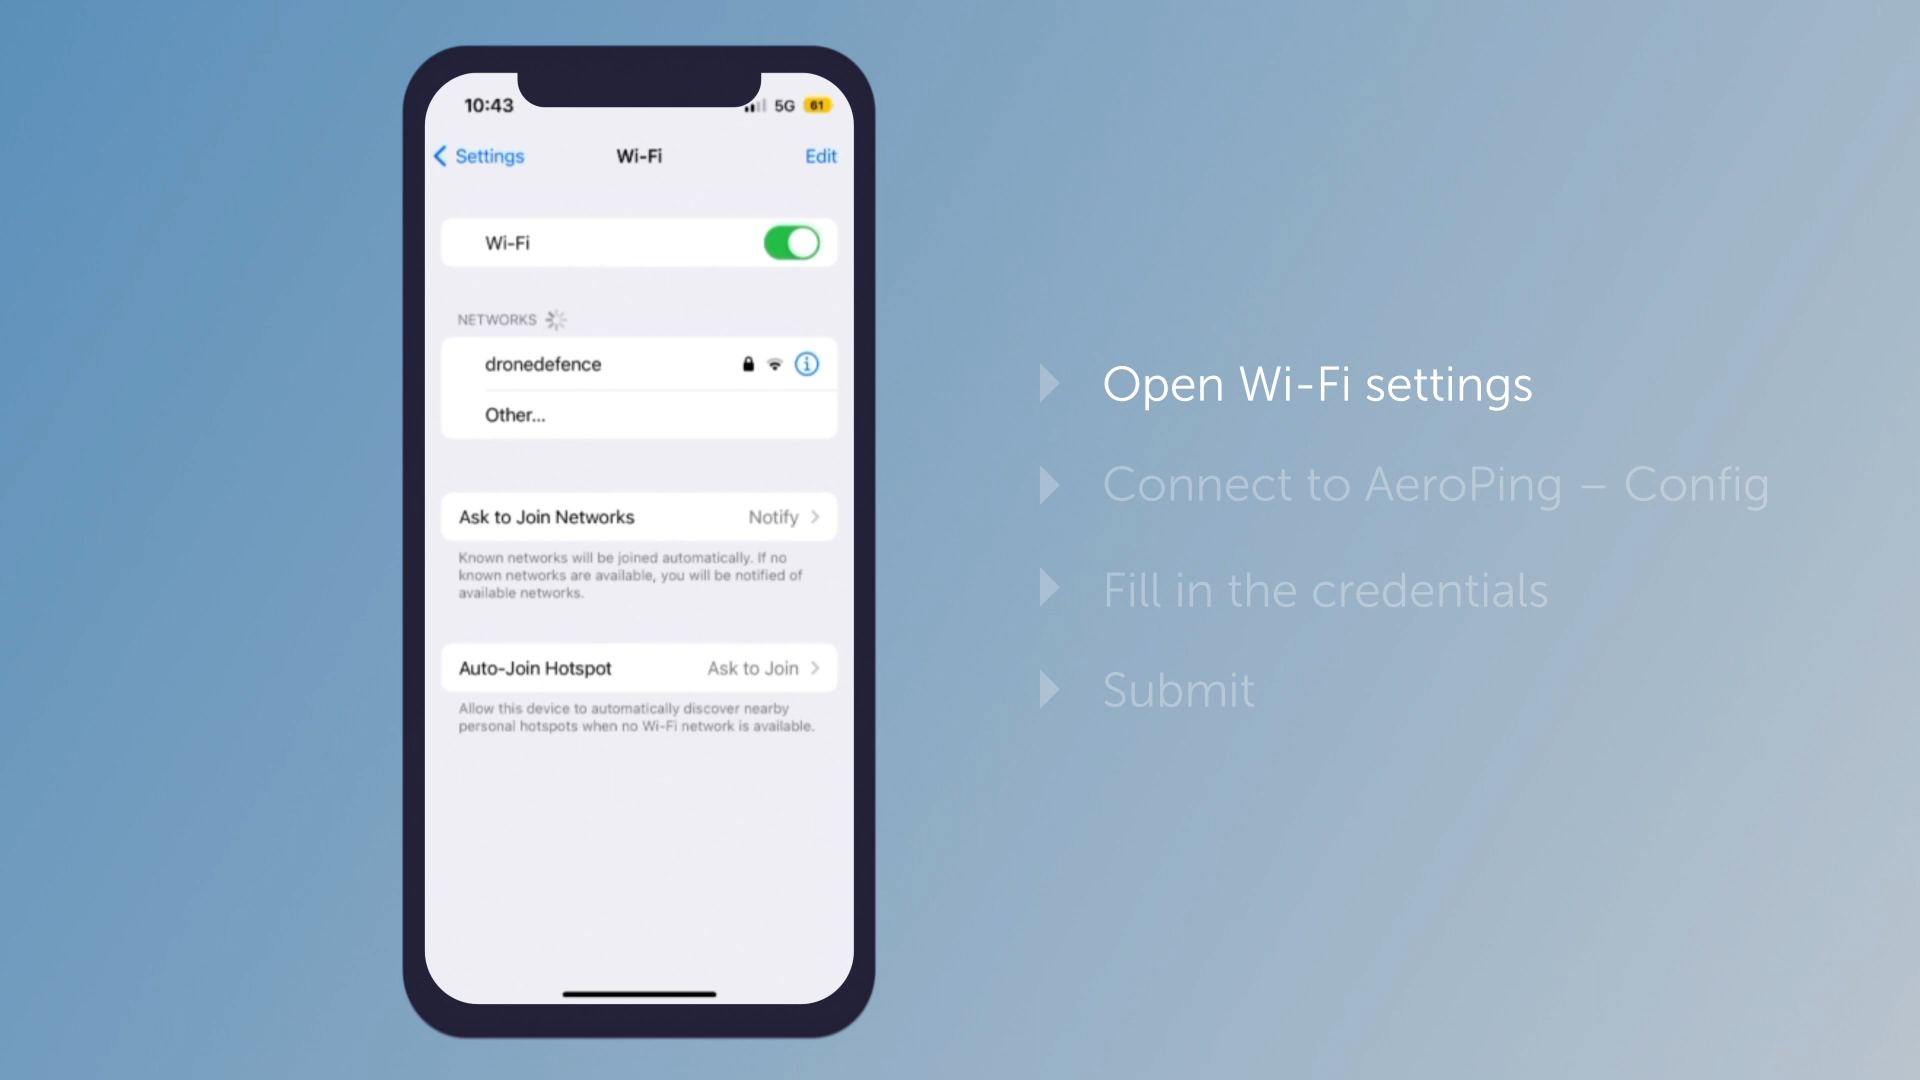 10:43
5G 61
Settings
Wi-Fi
Edit
Wi-Fi
NETWORKS
dronedefence
Other...
Ask to Join Networks
Notify
Known networks will be joined automatically. If no
known networks are available, you will be notified of
available networks.
Auto-Join Hotspot
Ask to Join
Allow this device to automatically discover nearby
personal hotspots when no Wi-Fi network is available.
Open Wi-Fi settings
Connect to AeroPing – Config
Fill in the credentials
Submit